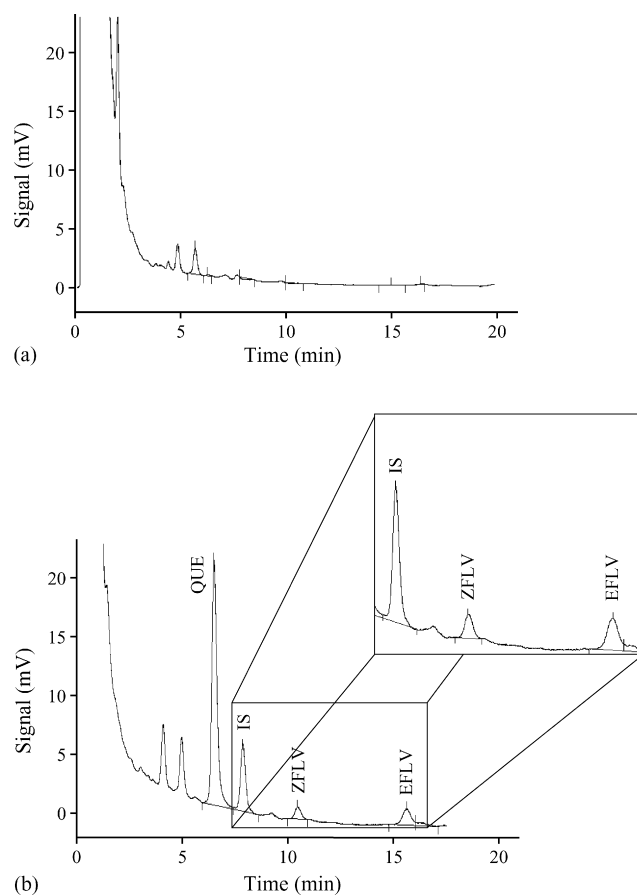 20
15
10
5
0
Signal (mV)
0 5 10 15 20
Time (min)
(a)
IS
ZFLV
EFLV
QUE
IS
ZFLV
EFLV
20
15
10
5
0
Signal (mV)
0 5 10 15 20
Time (min)
(b)